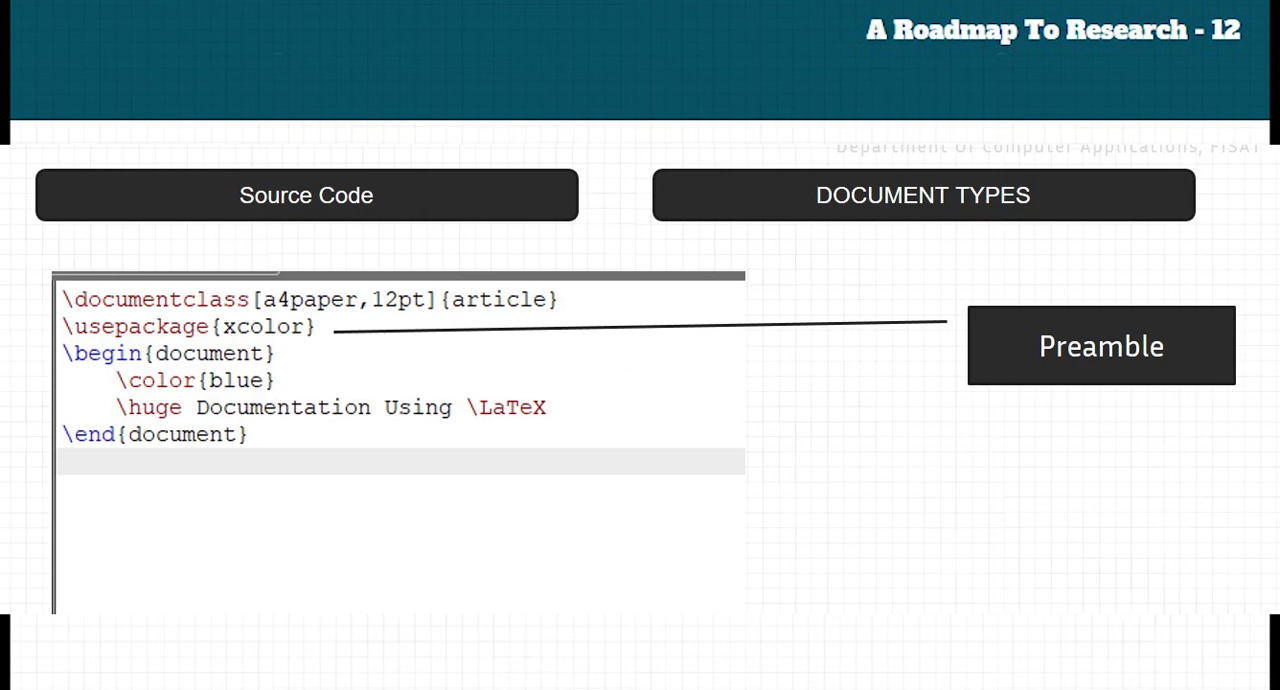 A Roadmap To Research - 12
Department Of Computer Applications, FISAT
Source Code
DOCUMENT TYPES
\documentclass[a4paper,12pt]{article}
\usepackage{xcolor}
\begin{document}
\color{blue}
\huge Documentation Using \LaTeX
\end{document}
Preamble